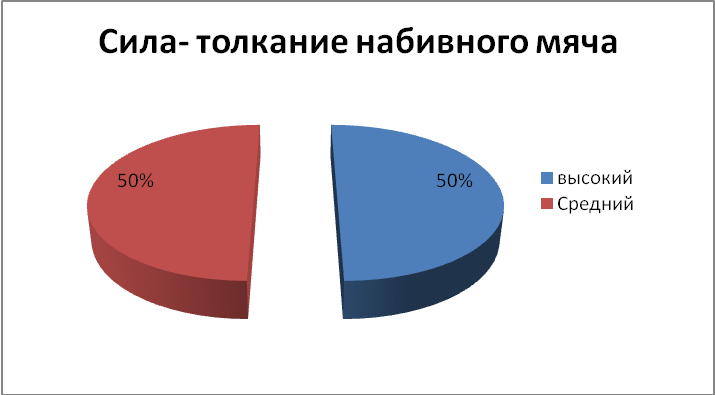 Сила- толкание набивного мяча
50%
50%
высокий
Средний